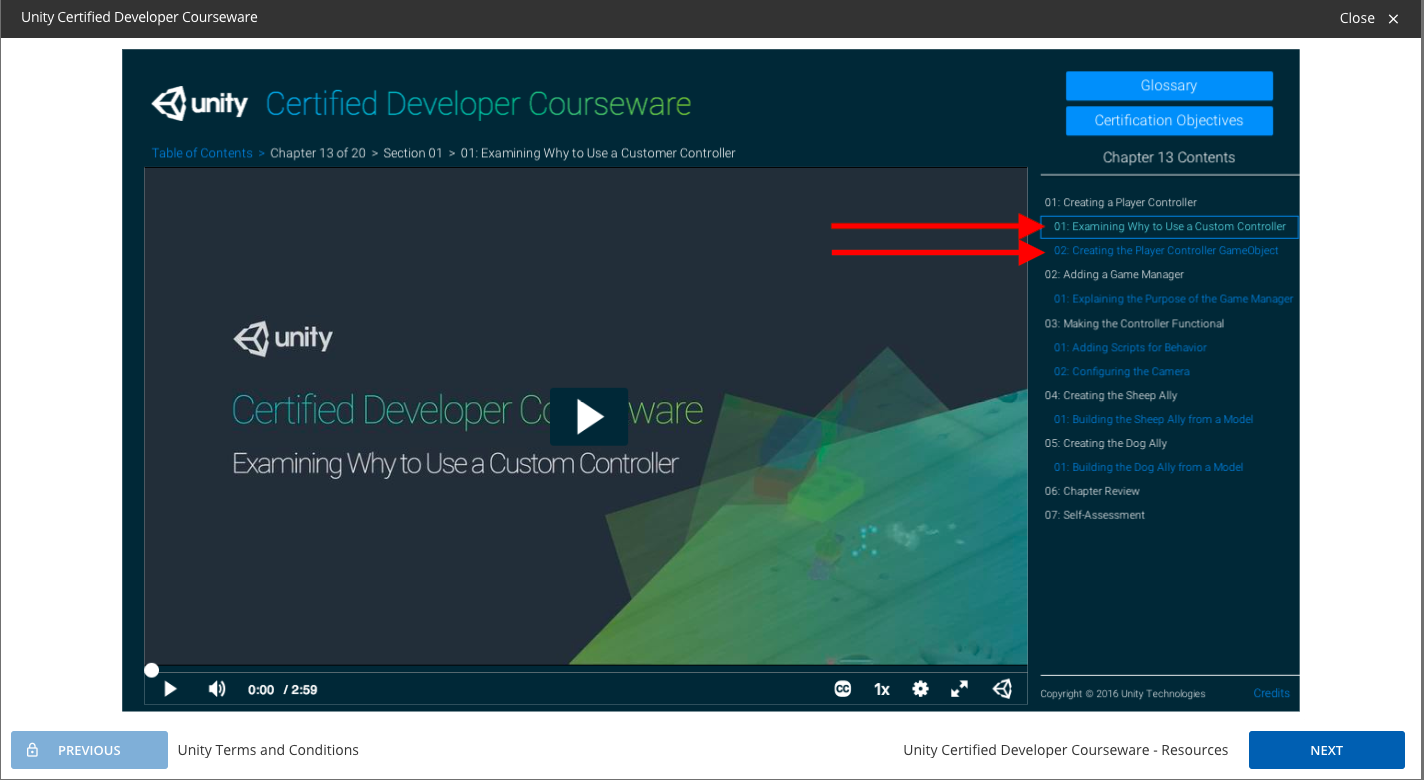 Unity Certified Developer Courseware
Close ×
unity Certified Developer Courseware
Glossary
Certification Objectives
Table of Contents > Chapter 13 of 20 > Section 01 > 01: Examining Why to Use a Customer Controller
Chapter 13 Contents
01: Creating a Player Controller
01: Examining Why to Use a Custom Controller
02: Creating the Player Controller GameObject
02: Adding a Game Manager
01: Explaining the Purpose of the Game Manager
03: Making the Controller Functional
01: Adding Scripts for Behavior
02: Configuring the Camera
04: Creating the Sheep Ally
01: Building the Sheep Ally from a Model
05: Creating the Dog Ally
01: Building the Dog Ally from a Model
06: Chapter Review
07: Self-Assessment
unity
Certified Developer Co ware
Examining Why to Use a Custom Controller
0:00 / 2:59
CC 1x
Copyright © 2016 Unity Technologies
Credits
PREVIOUS
Unity Terms and Conditions
Unity Certified Developer Courseware - Resources
NEXT